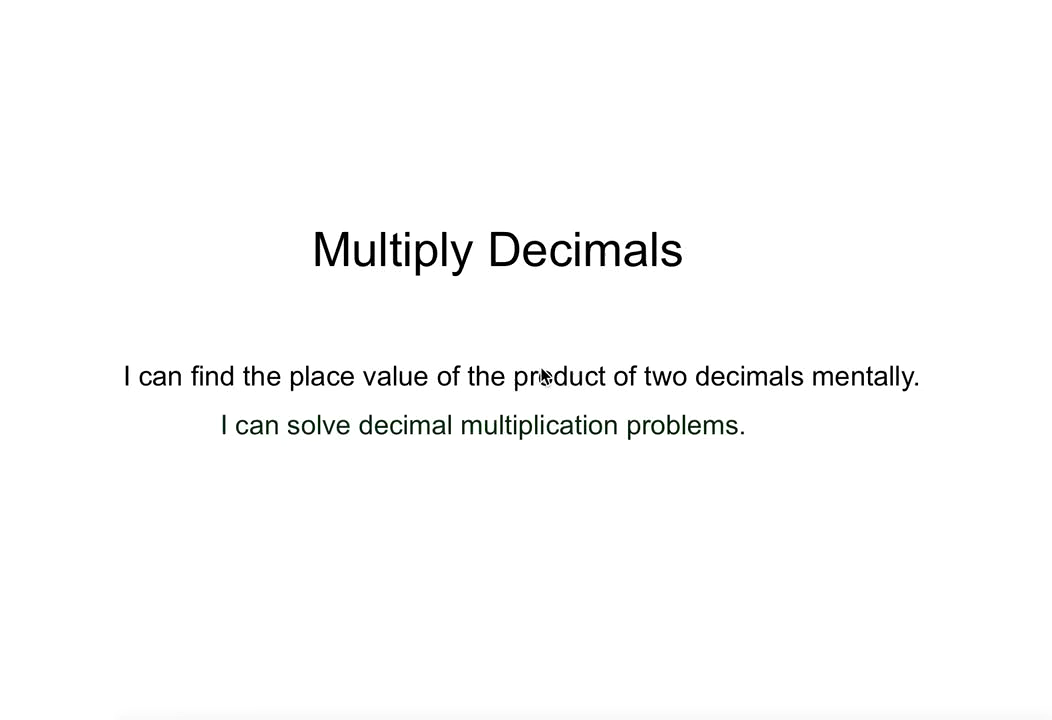 Multiply Decimals
I can find the place value of the product of two decimals mentally.
I can solve decimal multiplication problems.